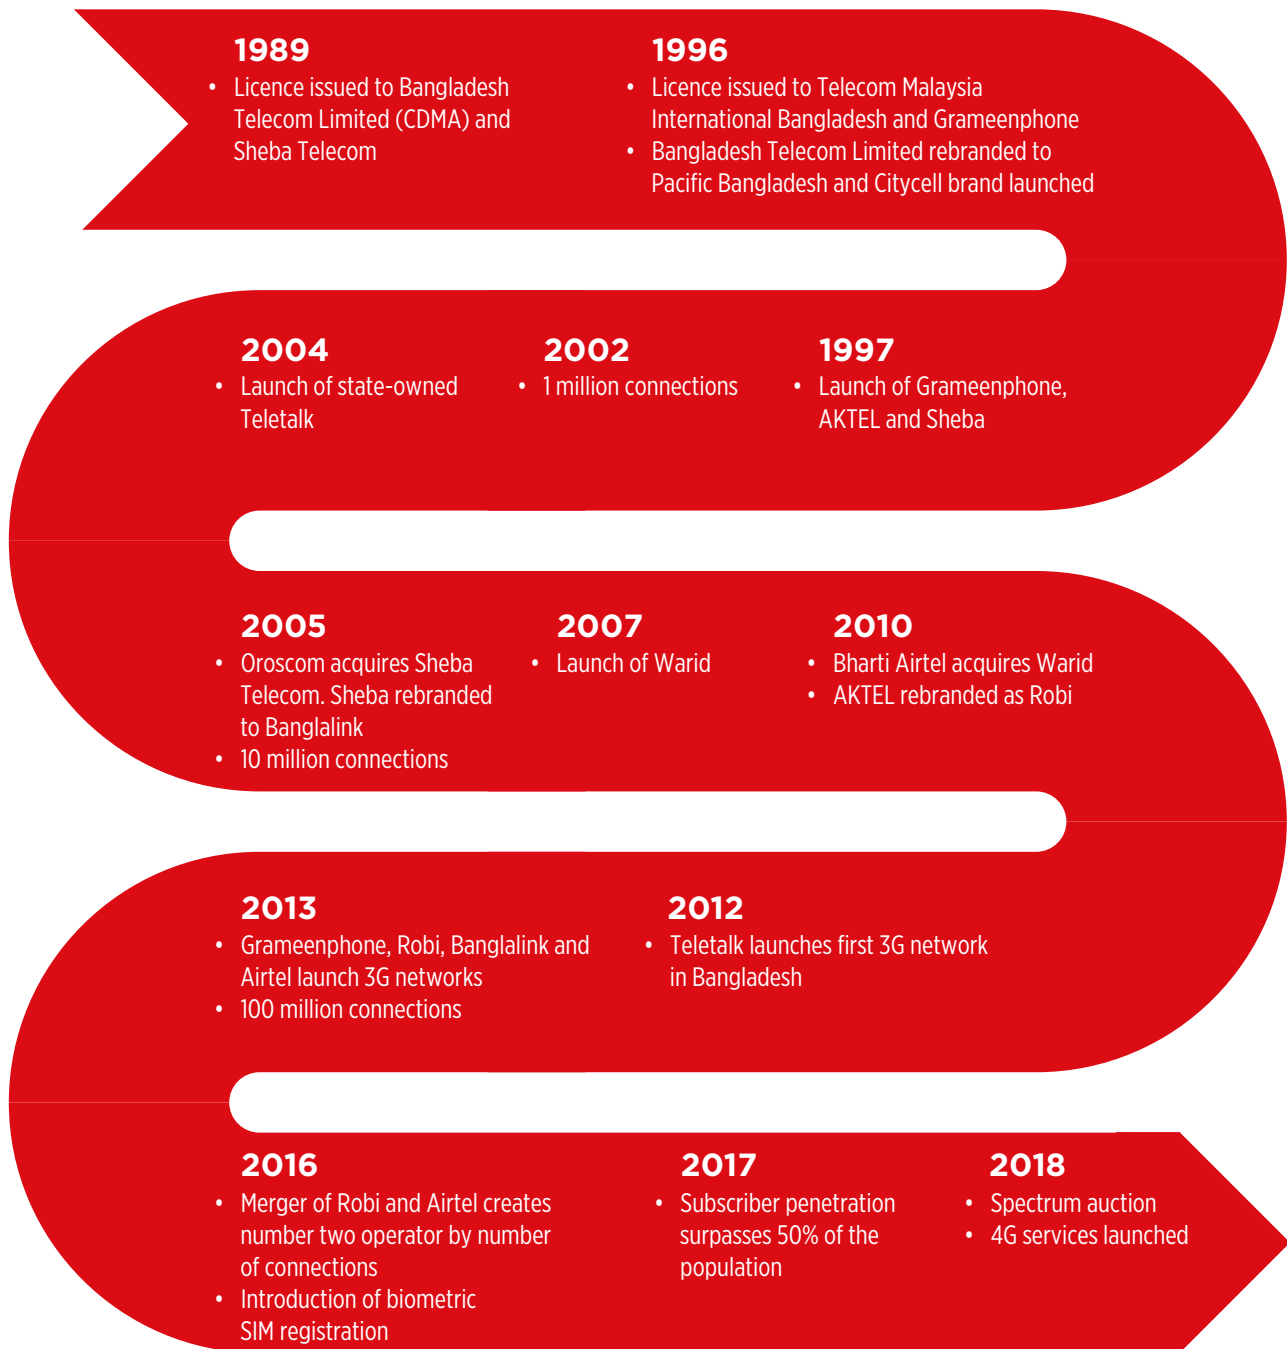 1989
• Licence issued to Bangladesh
Telecom Limited (CDMA) and
Sheba Telecom
1996
• Licence issued to Telecom Malaysia
International Bangladesh and Grameenphone
• Bangladesh Telecom Limited rebranded to
Pacific Bangladesh and Citycell brand launched
1997
• Launch of Grameenphone,
AKTEL and Sheba
2002
• 1 million connections
2004
• Launch of state-owned
Teletalk
2005
• Oroscom acquires Sheba
Telecom. Sheba rebranded
to Banglalink
• 10 million connections
2007
• Launch of Warid
2010
• Bharti Airtel acquires Warid
• AKTEL rebranded as Robi
2012
• Teletalk launches first 3G network
in Bangladesh
2013
• Grameenphone, Robi, Banglalink and
Airtel launch 3G networks
• 100 million connections
2016
• Merger of Robi and Airtel creates
number two operator by number
of connections
• Introduction of biometric
SIM registration
2017
• Subscriber penetration
surpasses 50% of the
population
2018
• Spectrum auction
• 4G services launched